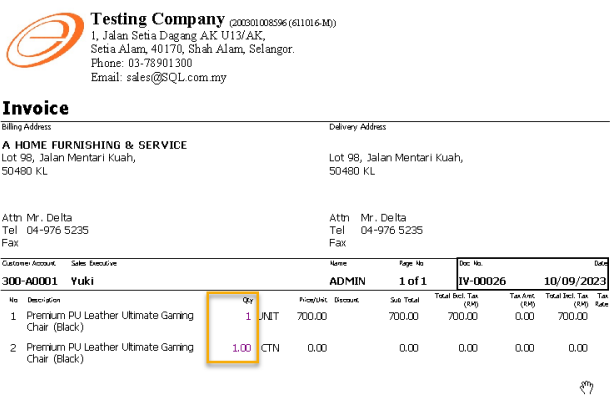 Testing Company (200301008596 (611016-M))
1, Jalan Setia Dagang AK U13/AK,
Setia Alam, 40170, Shah Alam, Selangor.
Phone: 03-78901300
Email: sales@SQL.com.my
Invoice
Billing Address Delivery Address
A HOME FURNISHING & SERVICE
Lot 98, Jalan Mentari Kuah, Lot 98, Jalan Mentari Kuah,
50480 KL 50480 KL
Attn Mr. Delta Attn Mr. Delta
Tel 04-976 5235 Tel 04-976 5235
Fax Fax
Customer Account Sales Executive Name Page No Doc No. Date
300-A0001 Yuki ADMIN 1 of 1 IV-00026 10/09/2023
No Description Qty Price/Unit Discount Sub Total Total Excl. Tax (RM) Tax Amt (RM) Total Incl. Tax (RM) Tax Rate
1 Premium PU Leather Ultimate Gaming 1 UNIT 700.00 700.00 700.00 0.00 700.00
Chair (Black)
2 Premium PU Leather Ultimate Gaming 1.00 CTN 0.00 0.00 0.00 0.00 0.00
Chair (Black)